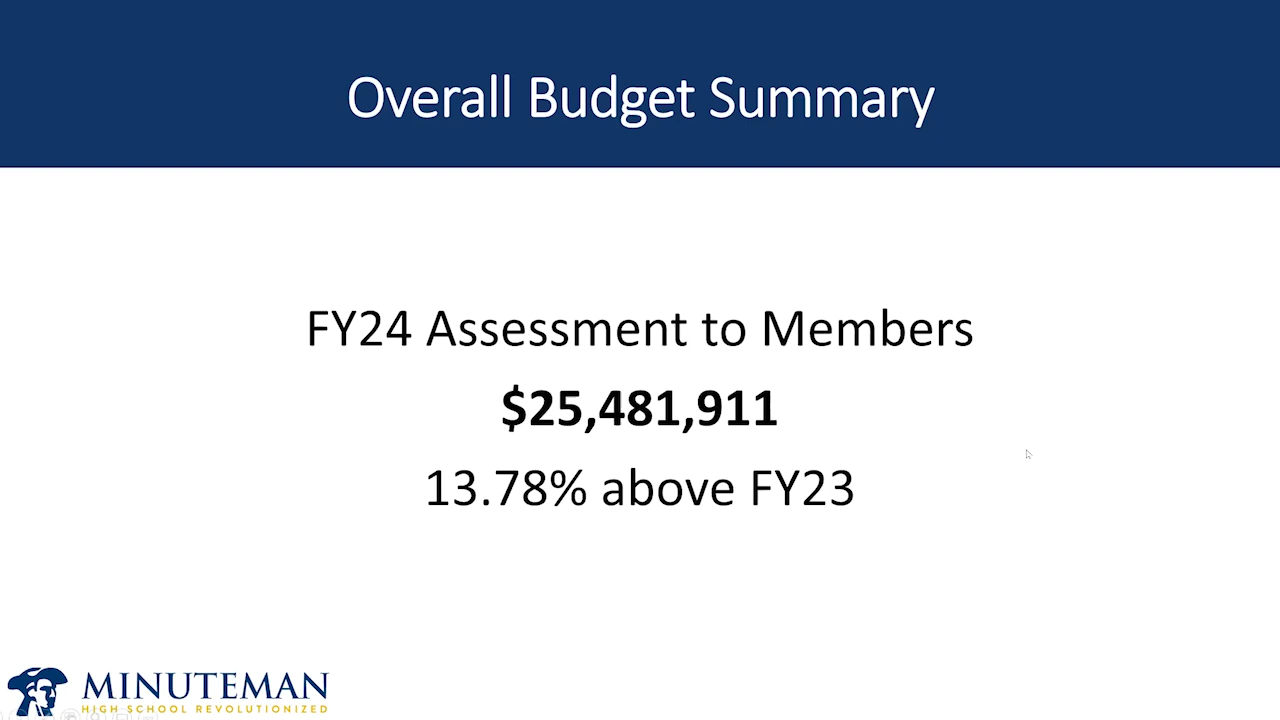 Overall Budget Summary
FY24 Assessment to Members
$25,481,911
13.78% above FY23
MINUTEMAN
HIGH SCHOOL REVOLUTIONIZED